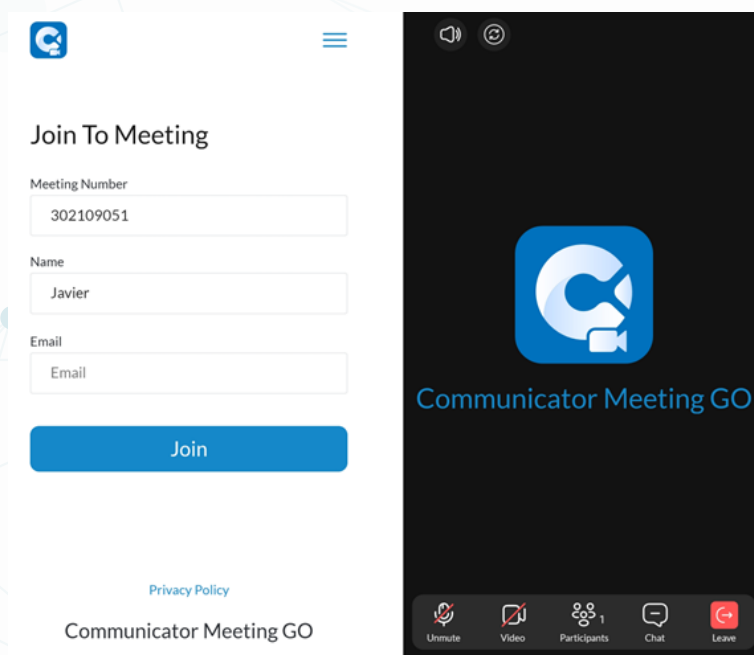 Join To Meeting
Meeting Number
302109051
Name
Javier
Email
Email
Join
Privacy Policy
Communicator Meeting GO
Communicator Meeting GO
Unmute
Video
Participants
1
Chat
Leave